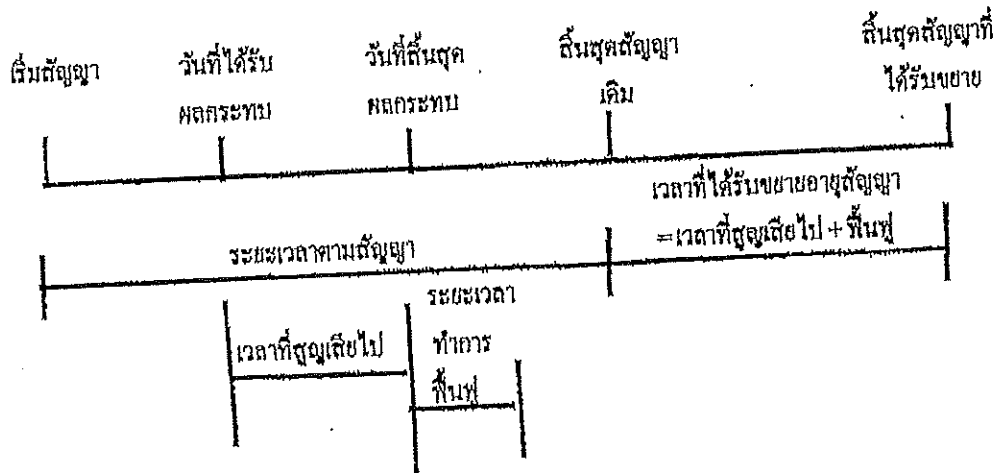 เริ่มสัญญา
วันที่ได้รับ
ผลกระทบ
วันที่สิ้นสุด
ผลกระทบ
สิ้นสุดสัญญา
เดิม
สิ้นสุดสัญญาที่
ได้รับขยาย
เวลาที่ได้รับขยายอายุสัญญา
=เวลาที่สูญเสียไป+ฟื้นฟู
ระยะเวลาตามสัญญา
เวลาที่สูญเสียไป
ระยะเวลา
ทำการ
ฟื้นฟู